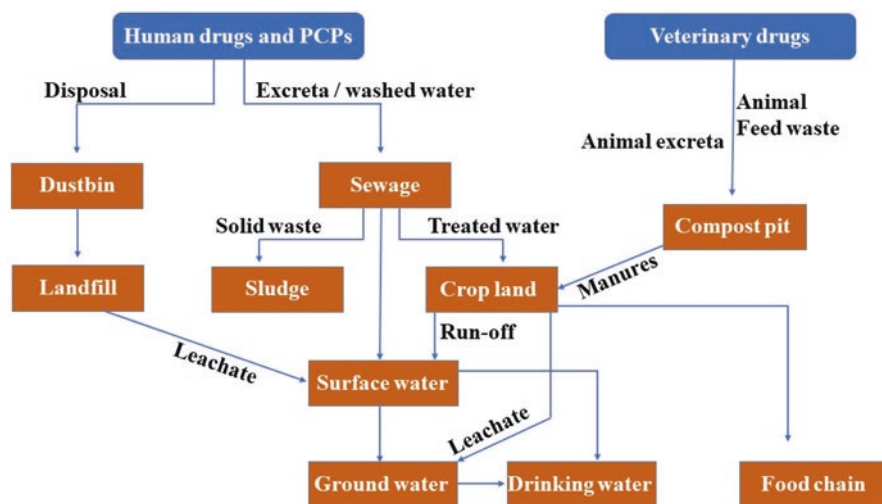 Human drugs and PCPs
Veterinary drugs
Disposal
Excreta / washed water
Animal
Feed waste
Animal excreta
Dustbin
Sewage
Compost pit
Solid waste
Treated water
Manures
Landfill
Sludge
Crop land
Run-off
Leachate
Surface water
Leachate
Ground water
Drinking water
Food chain